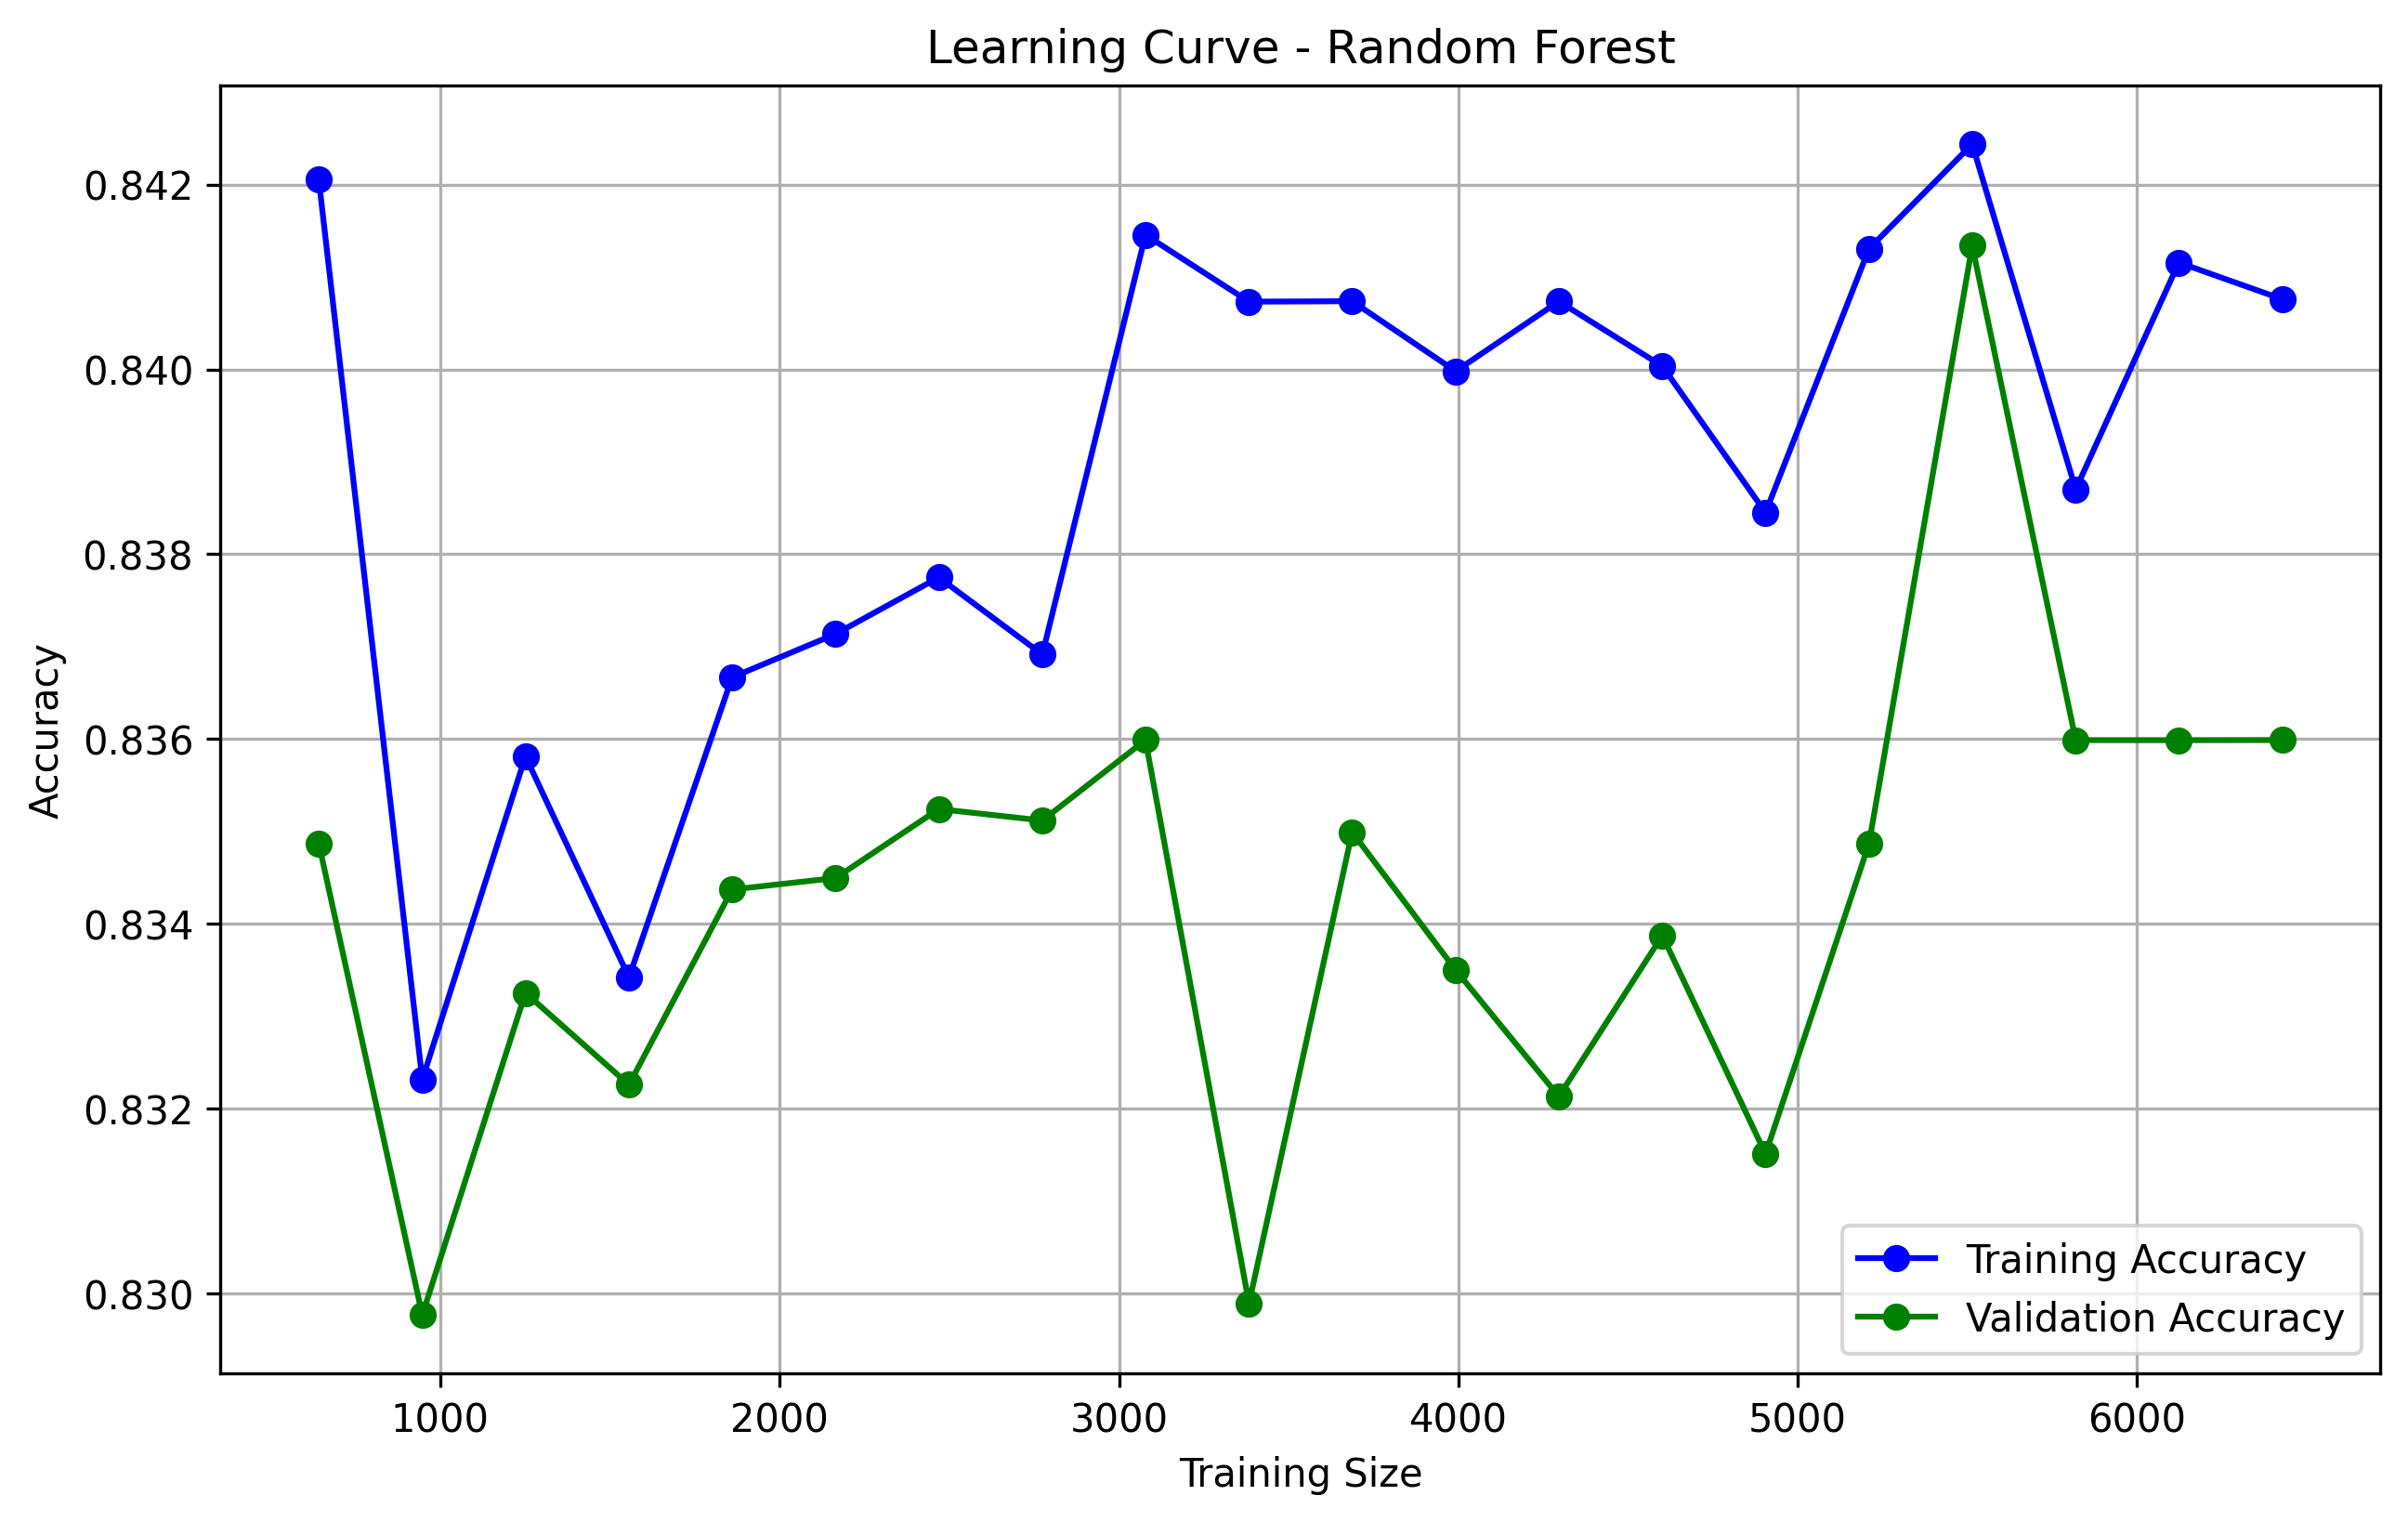 Learning Curve - Random Forest
0.842
0.840
0.838
0.836
0.834
0.832
0.830
Accuracy
1000 2000 3000 4000 5000 6000
Training Size
Training Accuracy
Validation Accuracy